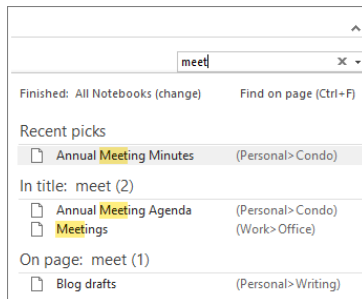 meet
Finished: All Notebooks (change) Find on page (Ctrl+F)
Recent picks
Annual Meeting Minutes (Personal>Condo)
In title: meet (2)
Annual Meeting Agenda (Personal>Condo)
Meetings (Work>Office)
On page: meet (1)
Blog drafts (Personal>Writing)